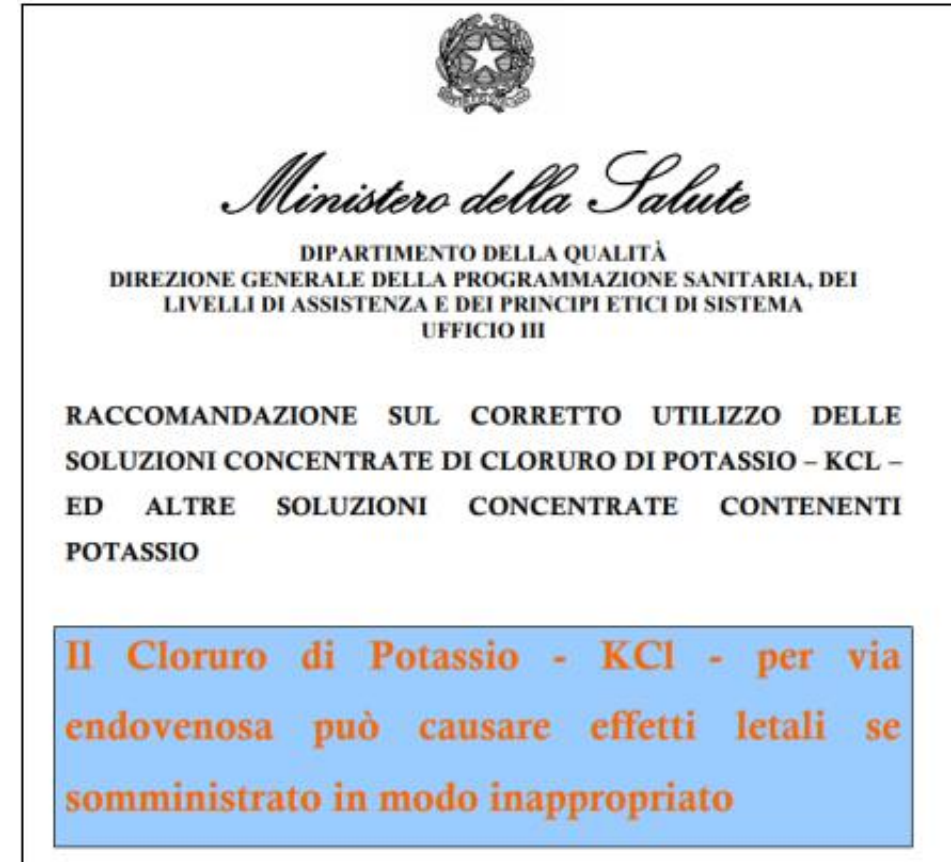 Ministero della Salute
DIPARTIMENTO DELLA QUALITÀ
DIREZIONE GENERALE DELLA PROGRAMMAZIONE SANITARIA, DEI
LIVELLI DI ASSISTENZA E DEI PRINCIPI ETICI DI SISTEMA
UFFICIO III
RACCOMANDAZIONE SUL CORRETTO UTILIZZO DELLE
SOLUZIONI CONCENTRATE DI CLORURO DI POTASSIO – KCL –
ED ALTRE SOLUZIONI CONCENTRATE CONTENENTI
POTASSIO
Il Cloruro di Potassio - KCl - per via
endovenosa può causare effetti letali se
somministrato in modo inappropriato